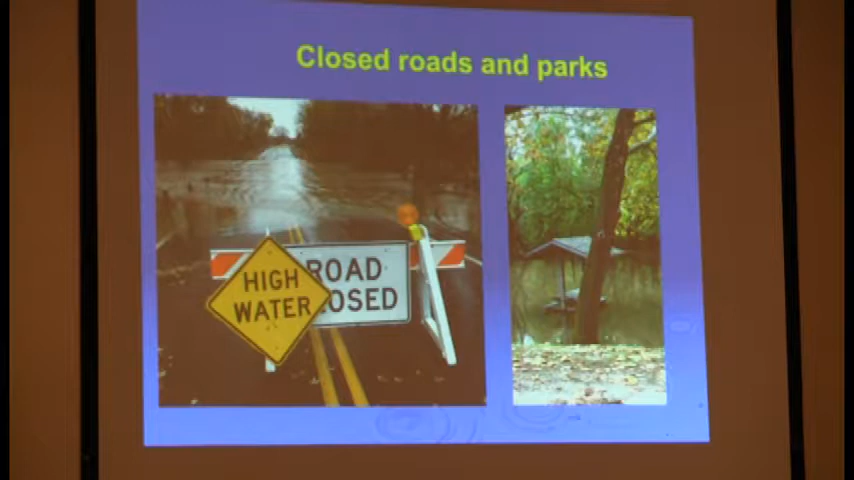 Closed roads and parks
HIGH
WATER
ROAD
CLOSED